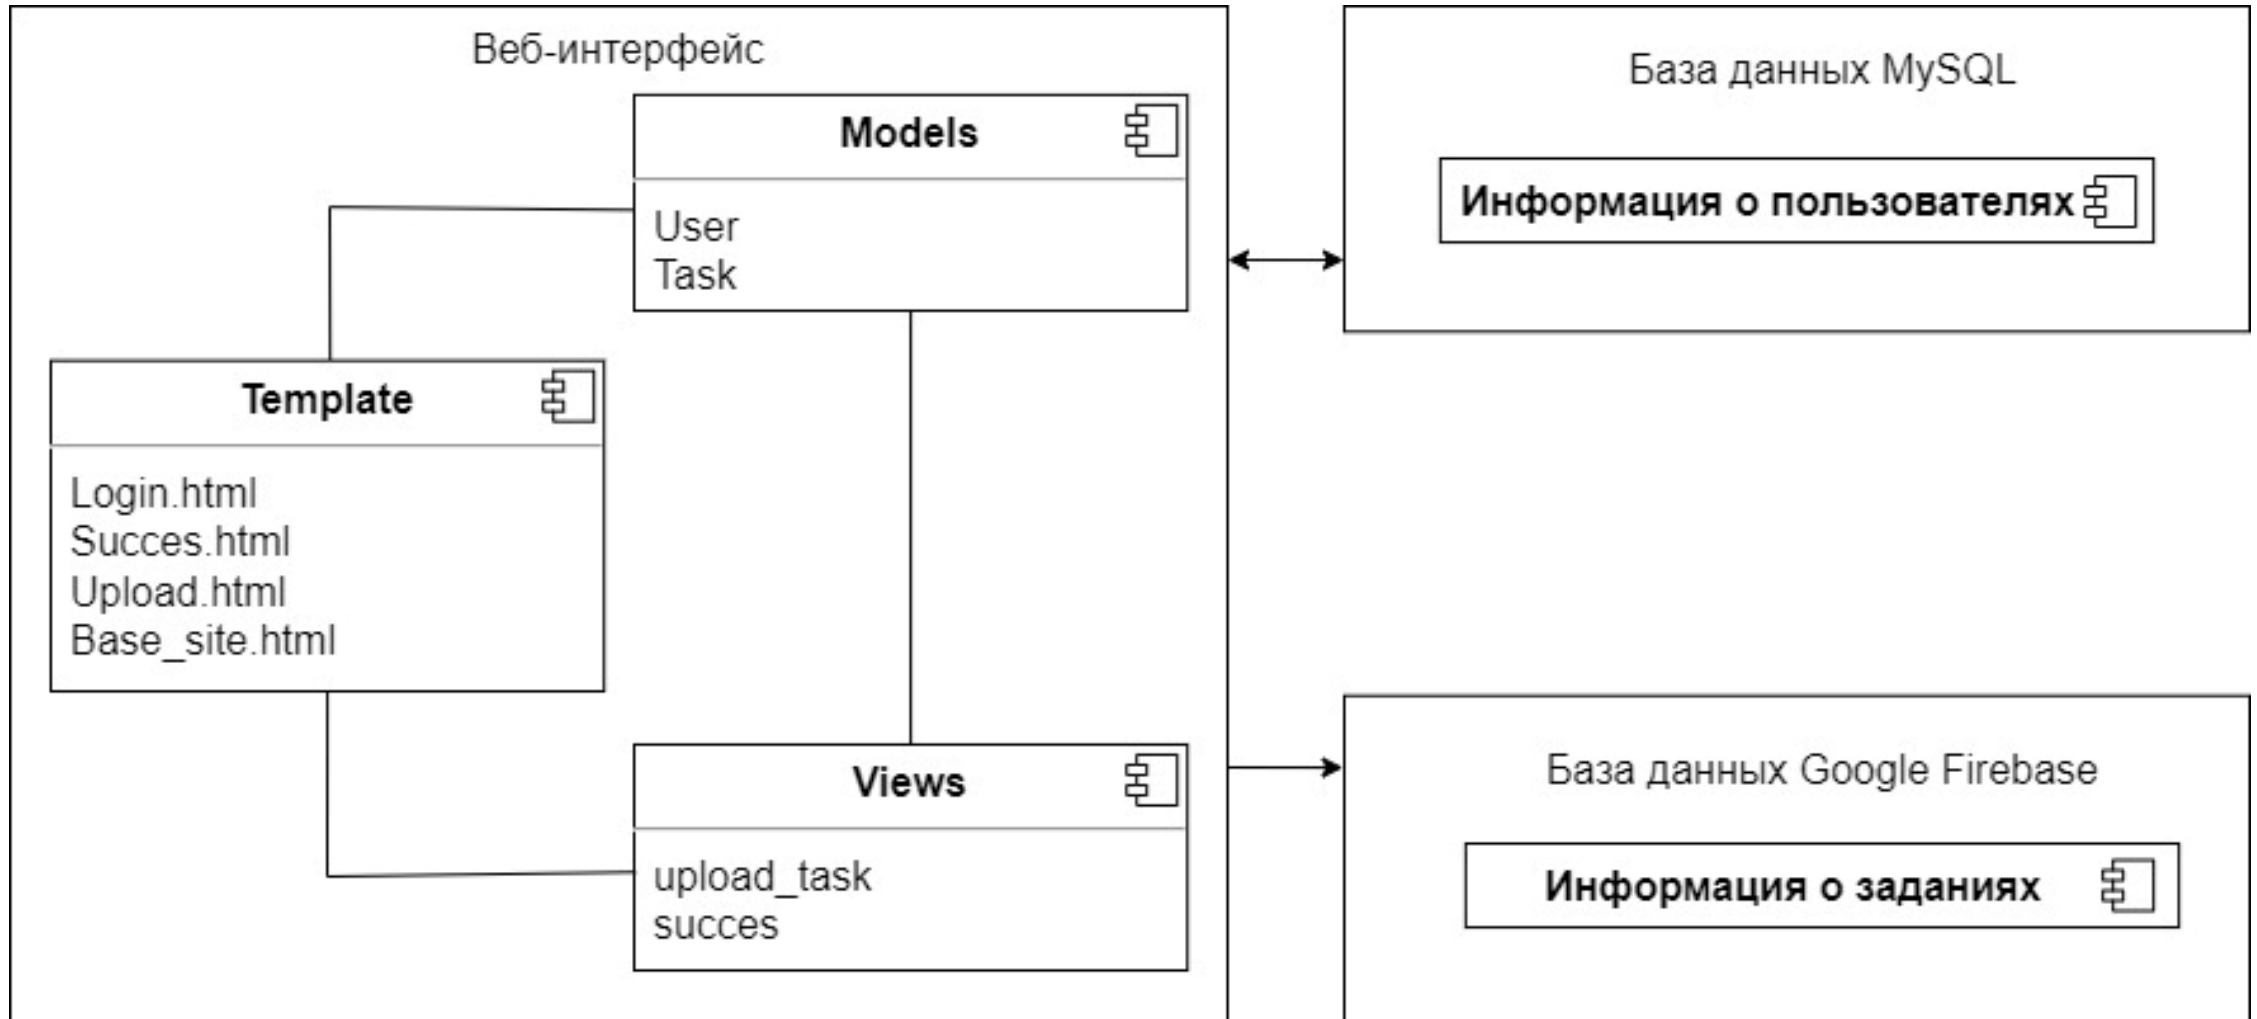 Веб-интерфейс
Models
User
Task
Template
Login.html
Succes.html
Upload.html
Base_site.html
Views
upload_task
succes
База данных MySQL
Информация о пользователях
База данных Google Firebase
Информация о заданиях